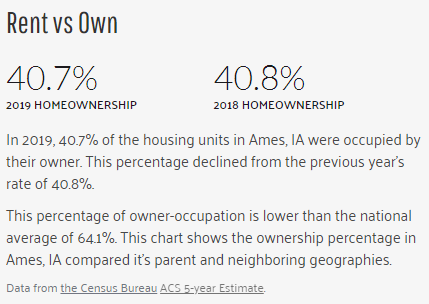 Rent vs Own
40.7% 40.8%
2019 HOMEOWNERSHIP 2018 HOMEOWNERSHIP
In 2019, 40.7% of the housing units in Ames, IA were occupied by
their owner. This percentage declined from the previous year's
rate of 40.8%.
This percentage of owner-occupation is lower than the national
average of 64.1%. This chart shows the ownership percentage in
Ames, IA compared it's parent and neighboring geographies.
Data from the Census Bureau ACS 5-year Estimate.